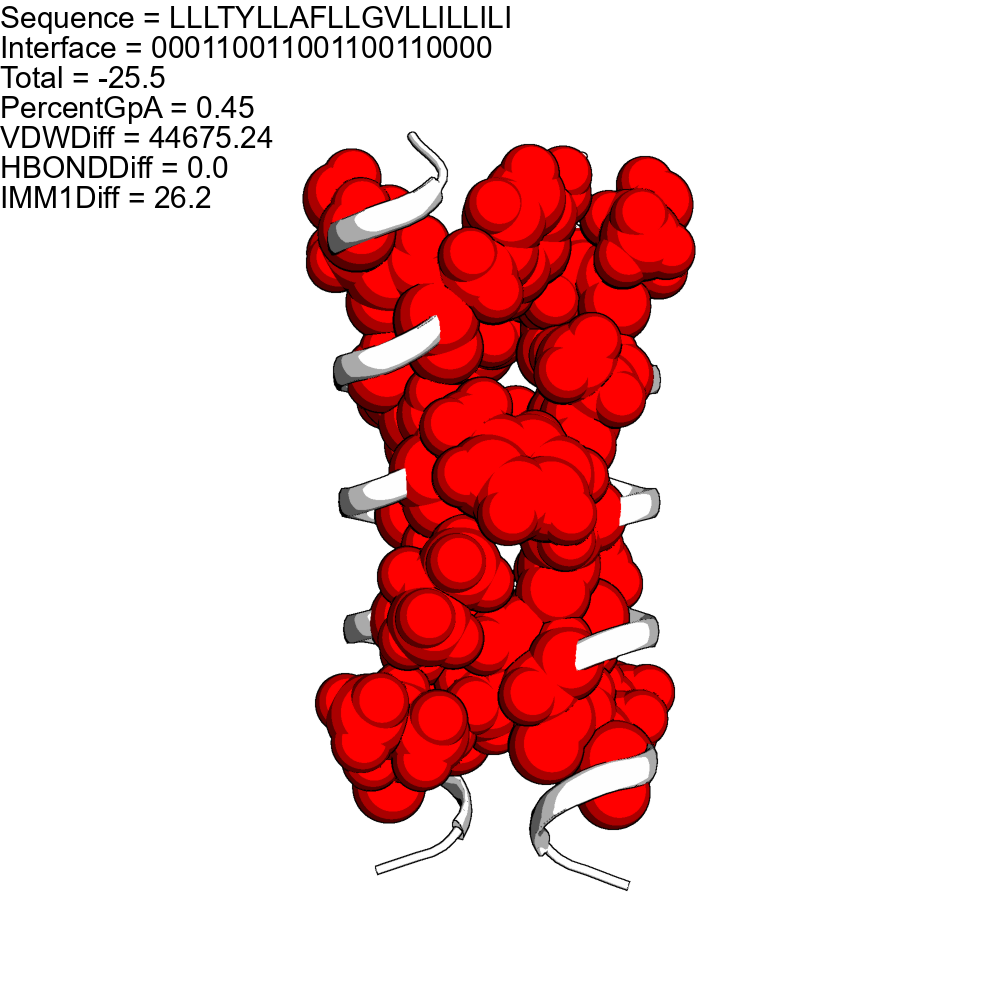 Sequence = LLLTYLLAFLLGVLLILLILI
Interface = 000110011001100110000
Total = -25.5
PercentGpA = 0.45
VDWDiff = 44675.24
HBONDDiff = 0.0
IMM1Diff = 26.2